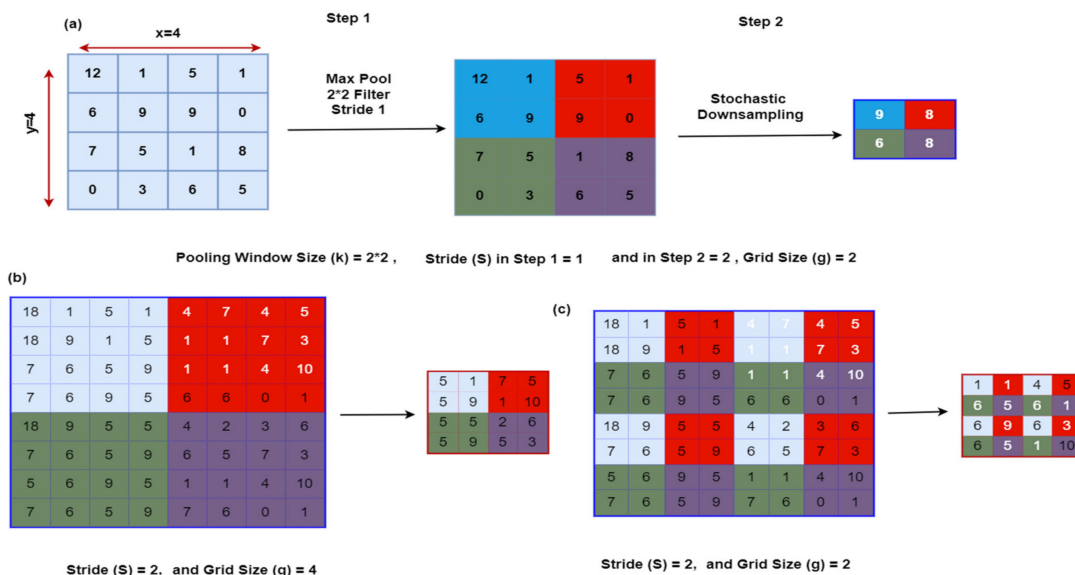 (a)
x=4
Step 1
Step 2
y=4
12 1 5 1
6 9 9 0
7 5 1 8
0 3 6 5
Max Pool
2*2 Filter
Stride 1
12 1 5 1
6 9 9 0
7 5 1 8
0 3 6 5
Stochastic
Downsampling
9 8
6 8
Pooling Window Size (k) = 2*2 , Stride (S) in Step 1 = 1 and in Step 2 = 2 , Grid Size (g) = 2
(b)
18 1 5 1 4 7 4 5
18 9 1 5 1 1 7 3
7 6 5 9 1 1 4 10
7 6 9 5 6 6 0 1
18 9 5 5 4 2 3 6
7 6 5 9 6 5 7 3
5 6 9 5 1 1 4 10
7 6 5 9 7 6 0 1
5 1 7 5
5 9 1 10
5 5 2 6
5 9 5 3
Stride (S) = 2, and Grid Size (g) = 4
(c)
18 1 5 1 4 7 4 5
18 9 1 5 1 1 7 3
7 6 5 9 1 1 4 10
7 6 9 5 6 6 0 1
18 9 5 5 4 2 3 6
7 6 5 9 6 5 7 3
5 6 9 5 1 1 4 10
7 6 5 9 7 6 0 1
1 1 4 5
6 5 6 1
6 9 6 3
6 5 1 10
Stride (S) = 2, and Grid Size (g) = 2